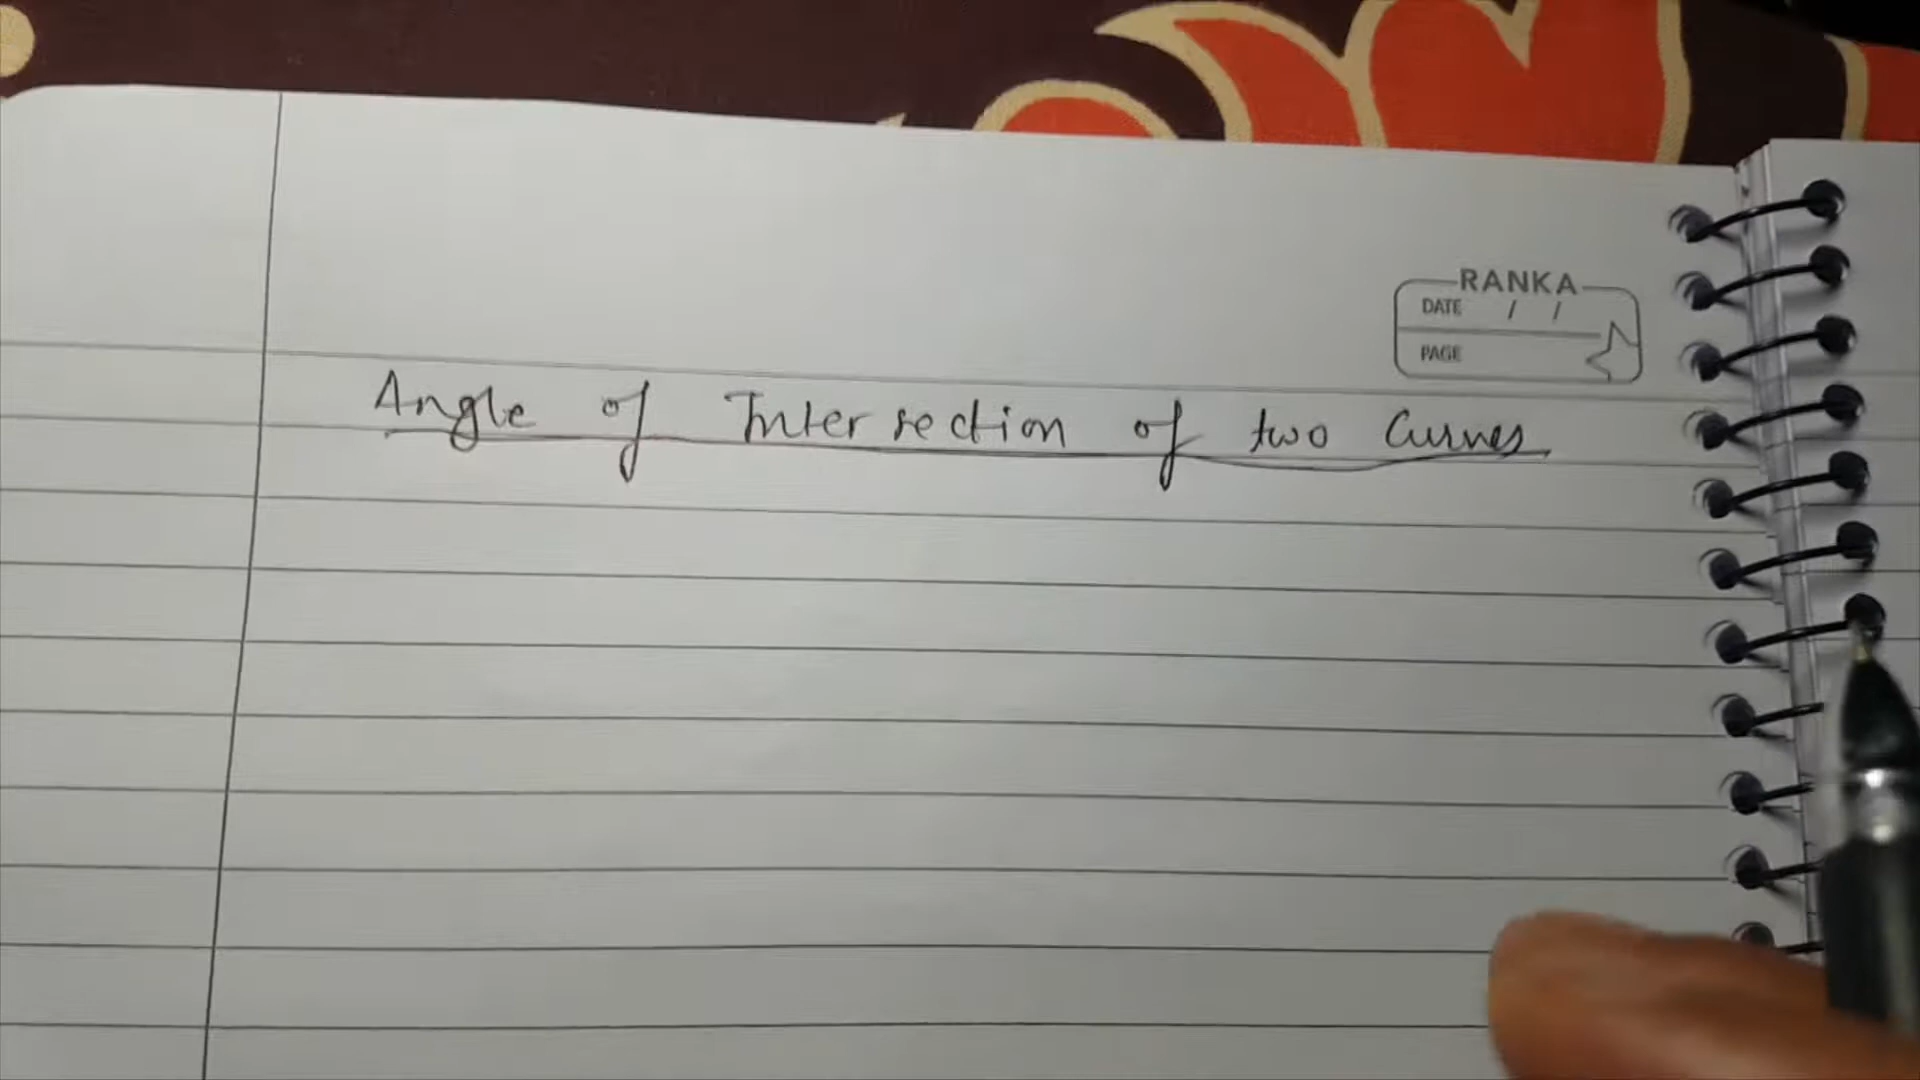 RANKA
DATE / /
PAGE
Angle of Intersection of two Curves